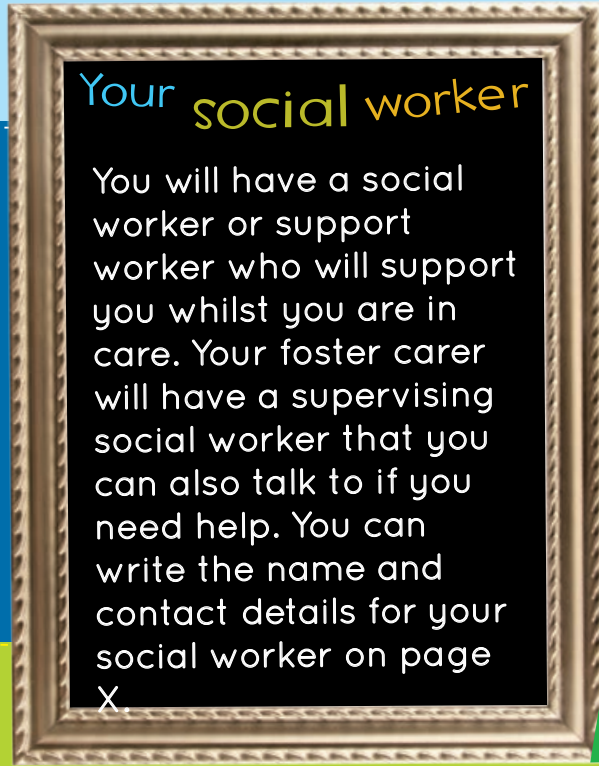 Your social worker
You will have a social
worker or support
worker who will support
you whilst you are in
care. Your foster carer
will have a supervising
social worker that you
can also talk to if you
need help. You can
write the name and
contact details for your
social worker on page
X.